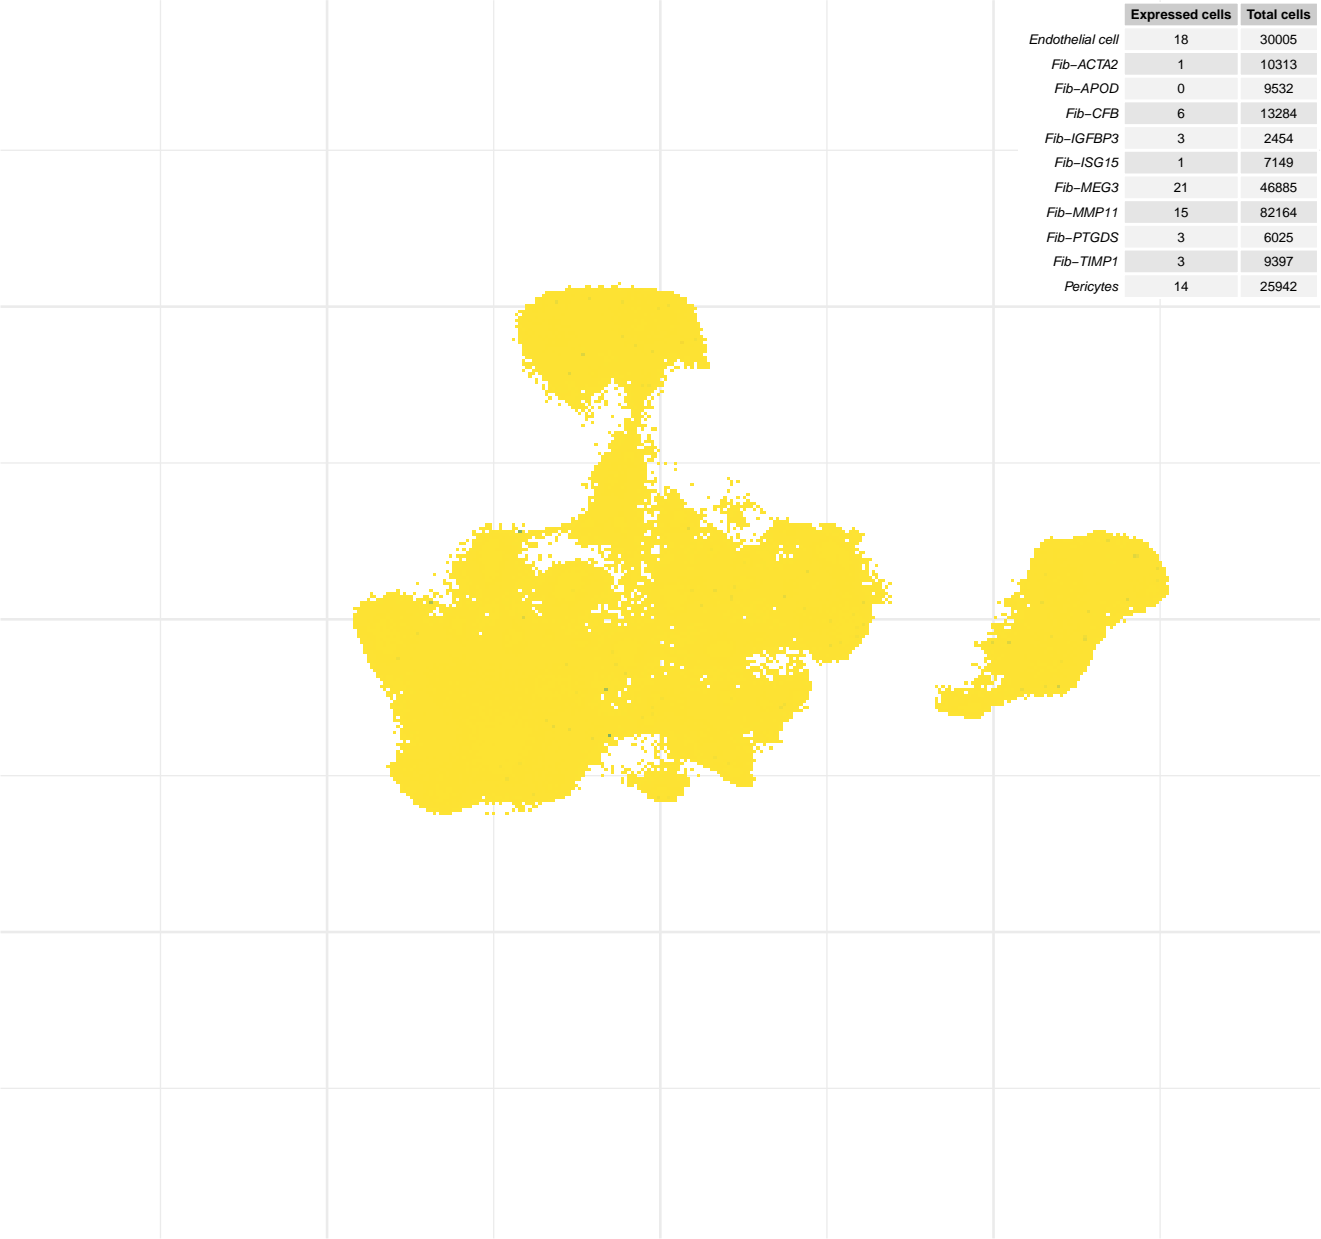 Expressed cells Total cells
Endothelial cell 18 30005
Fib−ACTA2 1 10313
Fib−APOD 0 9532
Fib−CFB 6 13284
Fib−IGFBP3 3 2454
Fib−ISG15 1 7149
Fib−MEG3 21 46885
Fib−MMP11 15 82164
Fib−PTGDS 3 6025
Fib−TIMP1 3 9397
Pericytes 14 25942